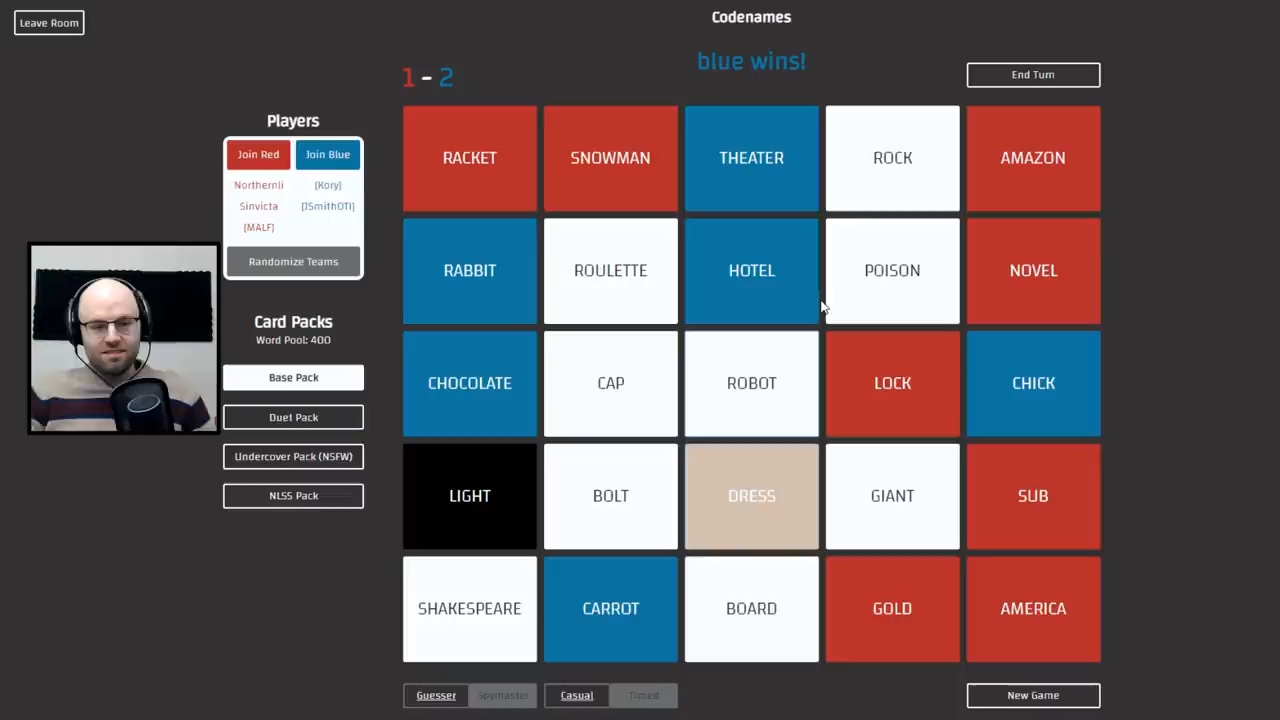 Leave Room
Codenames
blue wins!
1 - 2
End Turn
Players
Join Red
Join Blue
Northernli
[Kory]
Sinvicta
[JSmithOTI]
[MALF]
Randomize Teams
Card Packs
Word Pool: 400
Base Pack
Duet Pack
Undercover Pack (NSFW)
NLSS Pack
RACKET SNOWMAN THEATER ROCK AMAZON
RABBIT ROULETTE HOTEL POISON NOVEL
CHOCOLATE CAP ROBOT LOCK CHICK
LIGHT BOLT DRESS GIANT SUB
SHAKESPEARE CARROT BOARD GOLD AMERICA
Guesser Spymaster Casual Timed New Game